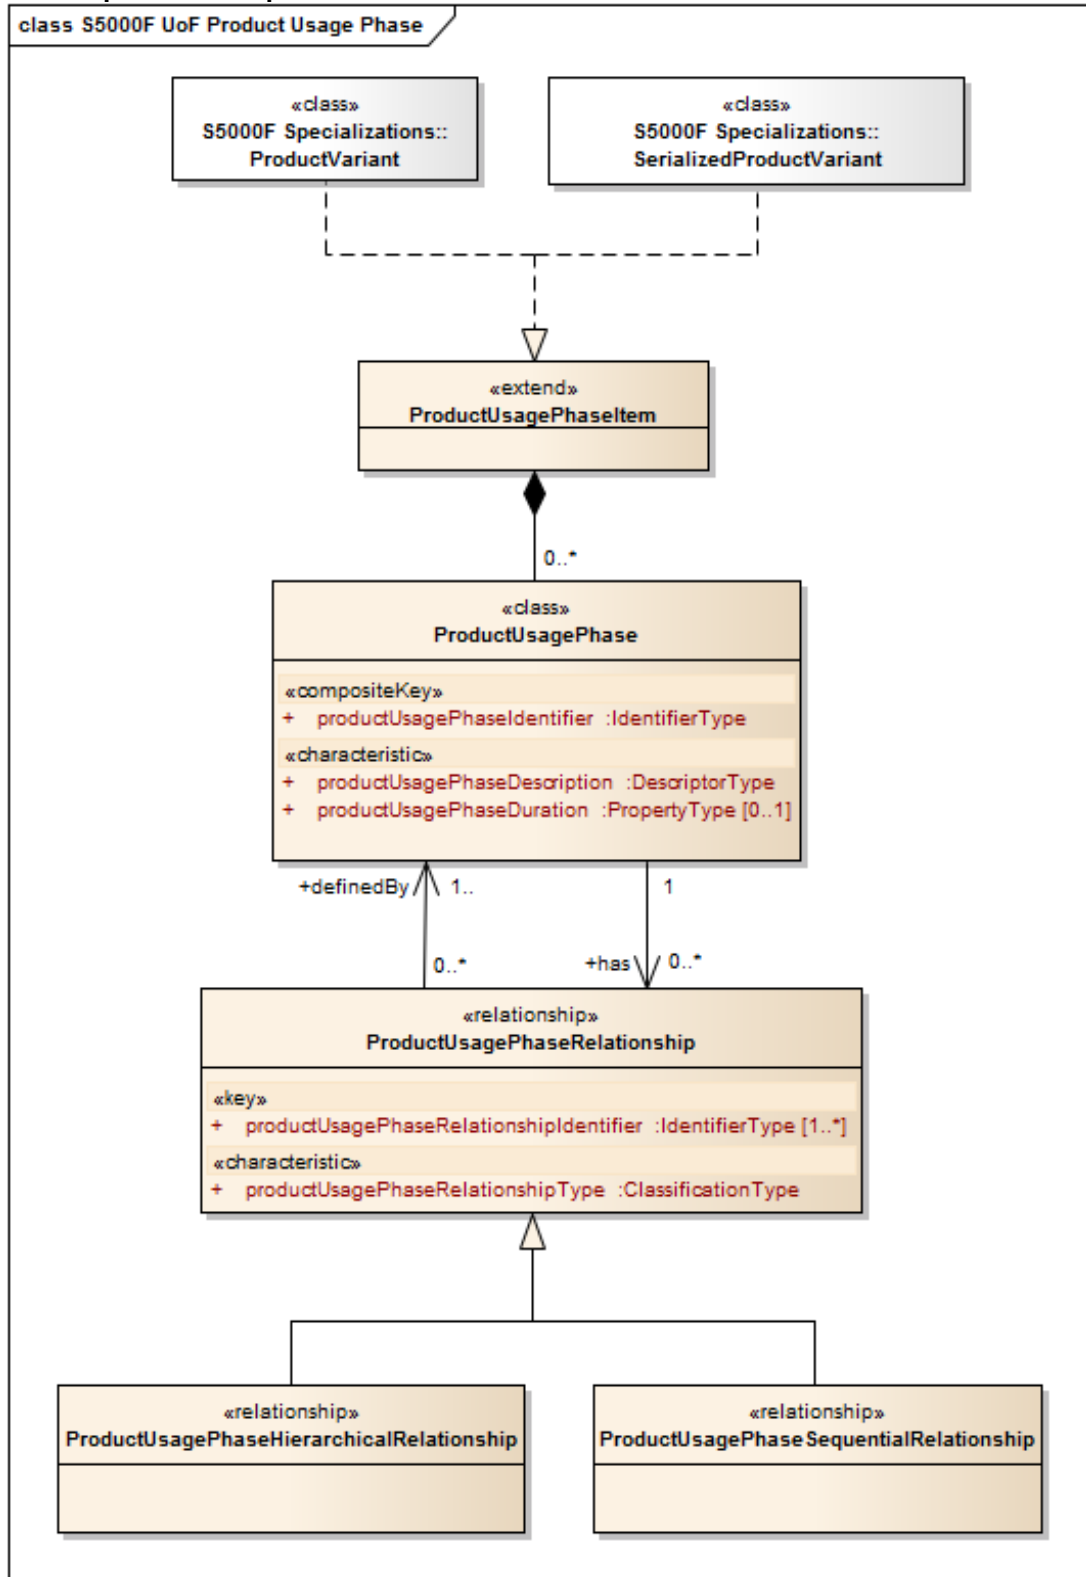 class S5000F UoF Product Usage Phase
«class»
S5000F Specializations::
ProductVariant
«class»
S5000F Specializations::
SerializedProductVariant
«extend»
ProductUsagePhaseItem
0..*
«class»
ProductUsagePhase
«compositeKey»
+ productUsagePhaseIdentifier :IdentifierType
«characteristic»
+ productUsagePhaseDescription :DescriptorType
+ productUsagePhaseDuration :PropertyType [0..1]
+definedBy 1.. 1
0..* +has 0..*
«relationship»
ProductUsagePhaseRelationship
«key»
+ productUsagePhaseRelationshipIdentifier :IdentifierType [1..*]
«characteristic»
+ productUsagePhaseRelationshipType :ClassificationType
«relationship»
ProductUsagePhaseHierarchicalRelationship
«relationship»
ProductUsagePhaseSequentialRelationship